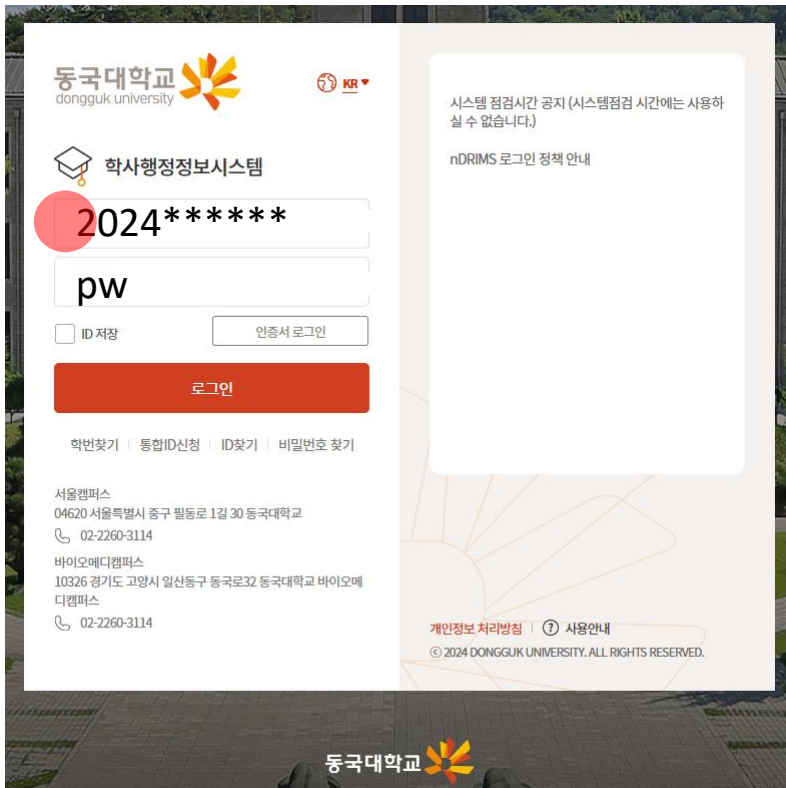 동국대학교
dongguk university
KR
학사행정정보시스템
2024******
pw
ID 저장
인증서 로그인
로그인
학번찾기 | 통합ID신청 | ID찾기 | 비밀번호 찾기
서울캠퍼스
04620 서울특별시 중구 필동로 1길 30 동국대학교
02-2260-3114
바이오메디캠퍼스
10326 경기도 고양시 일산동구 동국로32 동국대학교 바이오메
디캠퍼스
02-2260-3114
시스템 점검시간 공지 (시스템점검 시간에는 사용하
실 수 없습니다.)
nDRIMS 로그인 정책 안내
개인정보 처리방침 | ? 사용안내
ⓒ 2024 DONGGUK UNIVERSITY. ALL RIGHTS RESERVED.
동국대학교